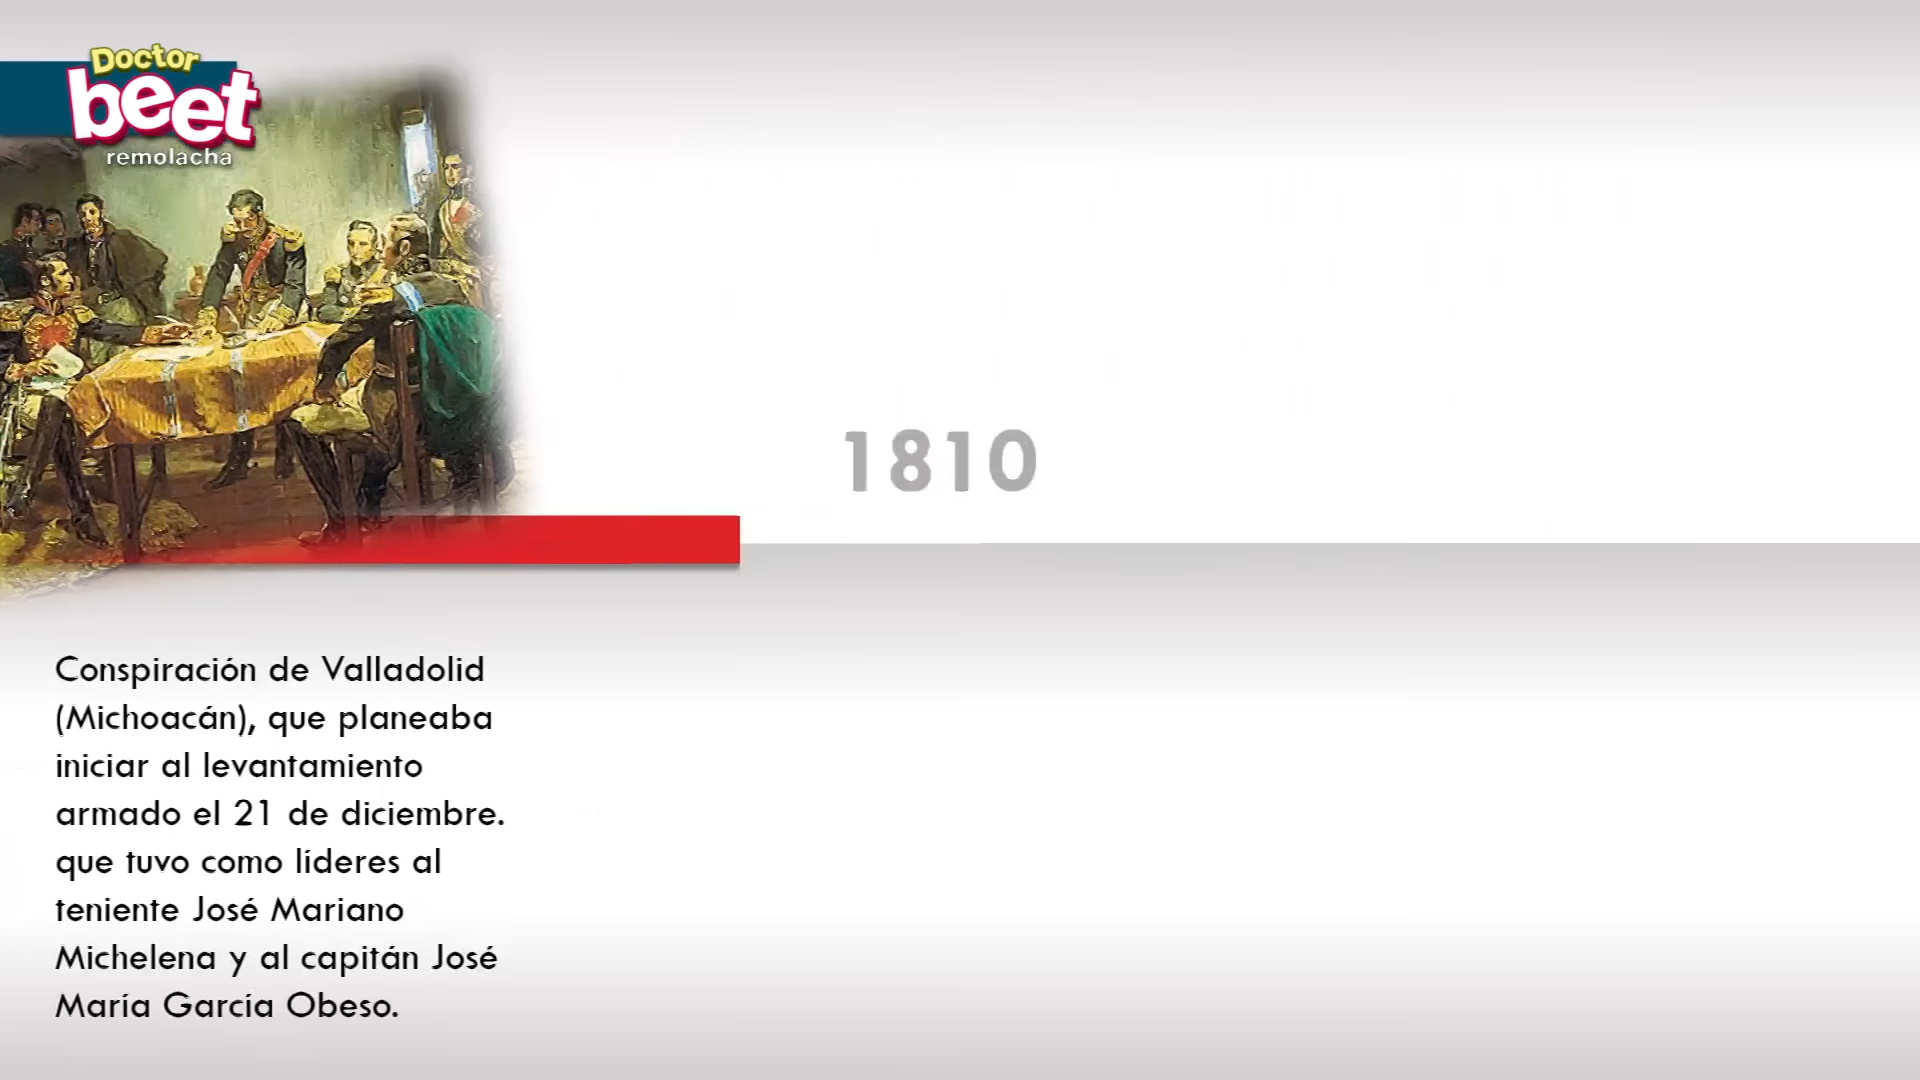 Doctor
beet
remolacha
1810
Conspiración de Valladolid
(Michoacán), que planeaba
iniciar al levantamiento
armado el 21 de diciembre.
que tuvo como líderes al
teniente José Mariano
Michelena y al capitán José
María García Obeso.